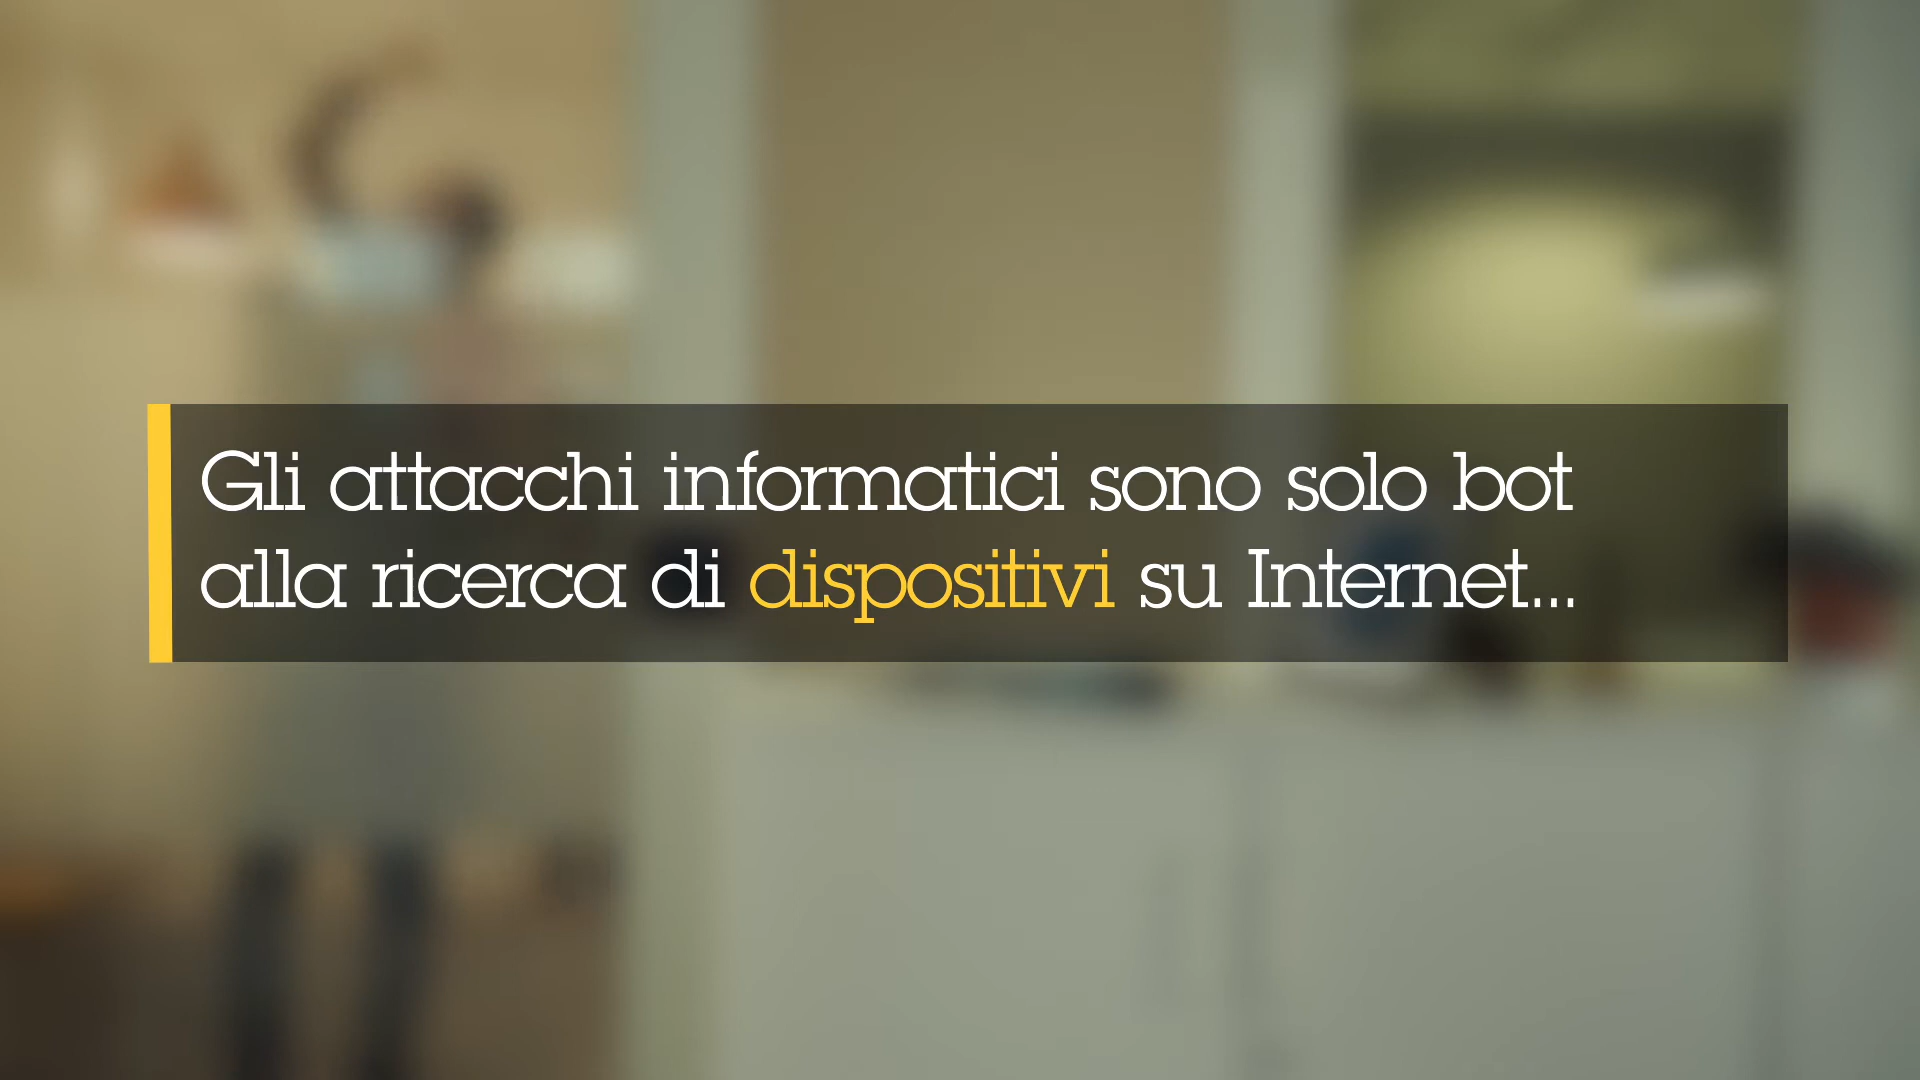 Gli attacchi informatici sono solo bot
alla ricerca di dispositivi su Internet...